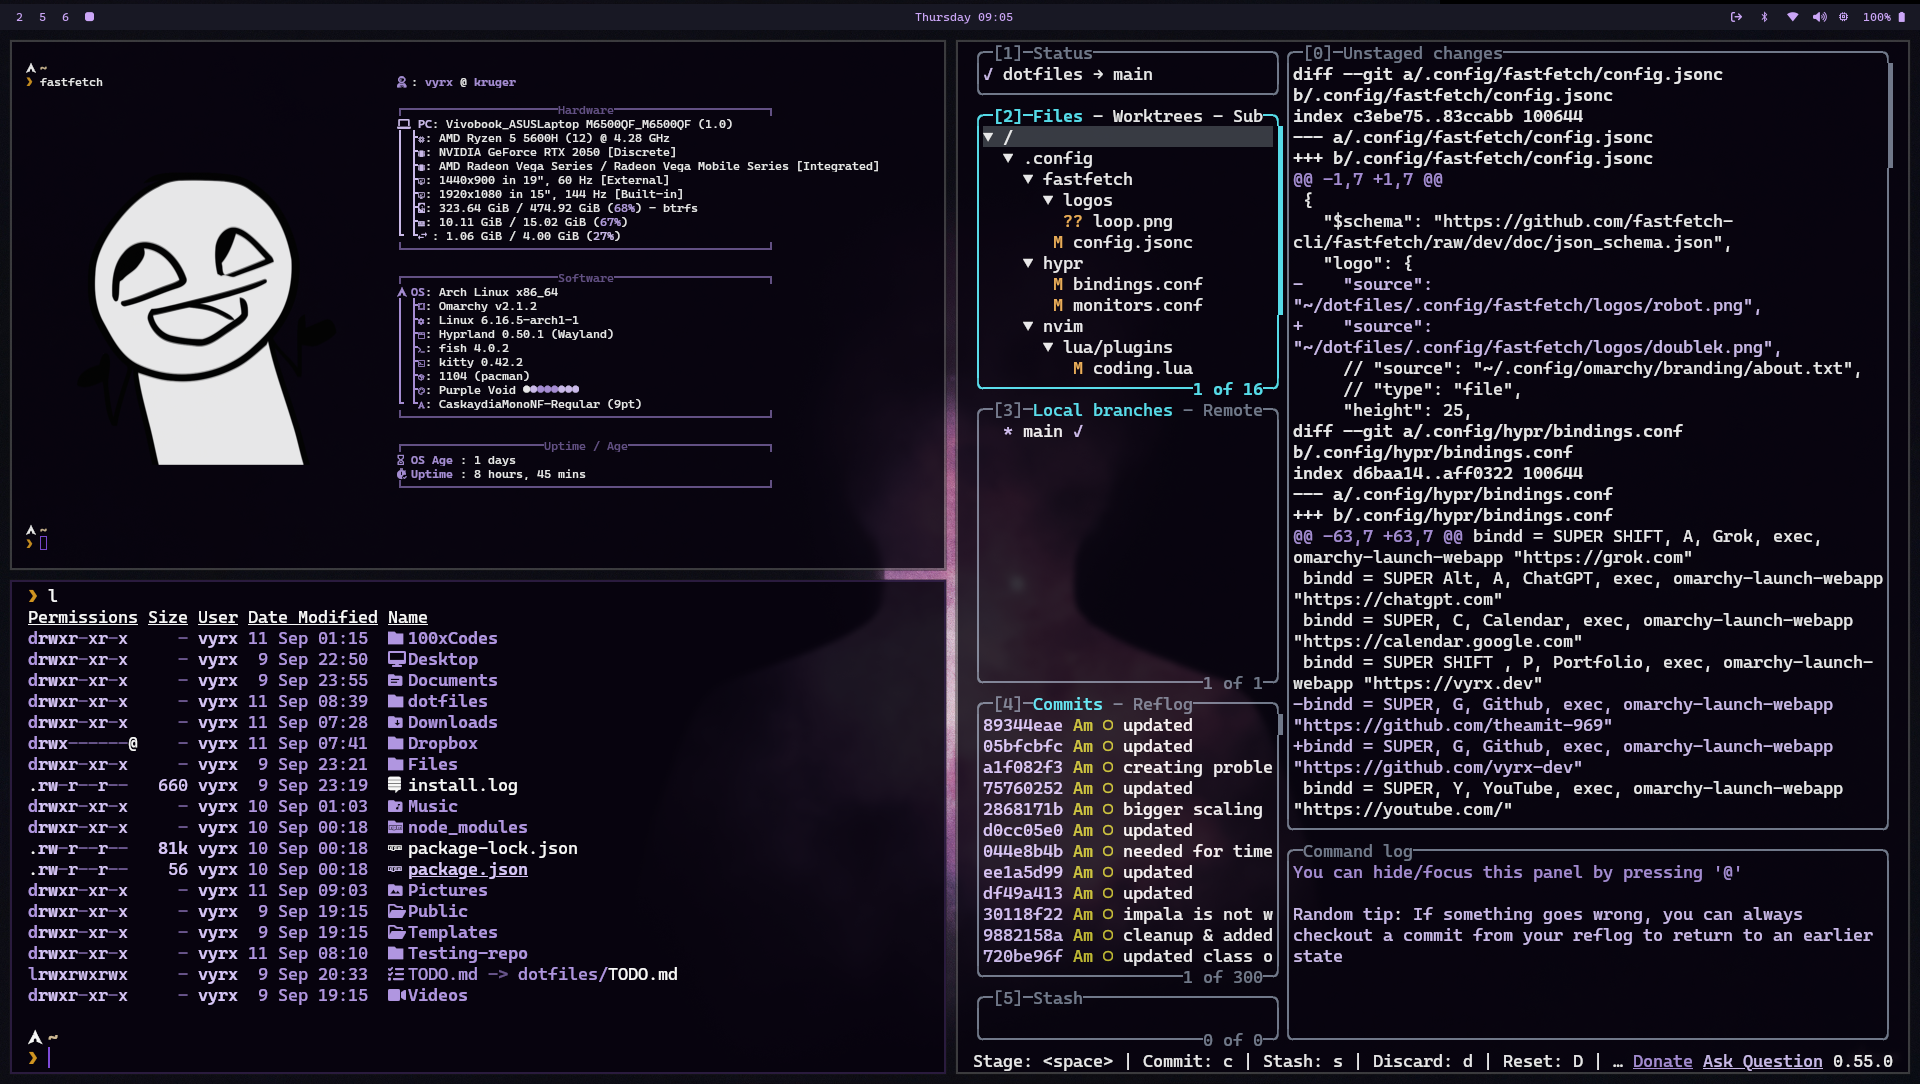 2 5 6
Thursday 09:05
100%
~
❯ fastfetch
: vyrx @ kruger
Hardware
PC: Vivobook_ASUSLaptop M6500QF_M6500QF (1.0)
: AMD Ryzen 5 5600H (12) @ 4.28 GHz
: NVIDIA GeForce RTX 2050 [Discrete]
: AMD Radeon Vega Series / Radeon Vega Mobile Series [Integrated]
: 1440x900 in 19", 60 Hz [External]
: 1920x1080 in 15", 144 Hz [Built-in]
: 323.64 GiB / 474.92 GiB (68%) - btrfs
: 10.11 GiB / 15.02 GiB (67%)
: 1.06 GiB / 4.00 GiB (27%)
Software
OS: Arch Linux x86_64
: Omarchy v2.1.2
: Linux 6.16.5-arch1-1
: Hyprland 0.50.1 (Wayland)
: fish 4.0.2
: kitty 0.42.2
: 1104 (pacman)
: Purple Void
: CaskaydiaMonoNF-Regular (9pt)
Uptime / Age
OS Age : 1 days
Uptime : 8 hours, 45 mins
~
❯
❯ l
Permissions Size User Date Modified Name
drwxr-xr-x - vyrx 11 Sep 01:15 100xCodes
drwxr-xr-x - vyrx 9 Sep 22:50 Desktop
drwxr-xr-x - vyrx 9 Sep 23:55 Documents
drwxr-xr-x - vyrx 11 Sep 08:39 dotfiles
drwxr-xr-x - vyrx 11 Sep 07:28 Downloads
drwx------@ - vyrx 11 Sep 07:41 Dropbox
drwxr-xr-x - vyrx 9 Sep 23:21 Files
.rw-r--r-- 660 vyrx 9 Sep 23:19 install.log
drwxr-xr-x - vyrx 10 Sep 01:03 Music
drwxr-xr-x - vyrx 10 Sep 00:18 node_modules
.rw-r--r-- 81k vyrx 10 Sep 00:18 package-lock.json
.rw-r--r-- 56 vyrx 10 Sep 00:18 package.json
drwxr-xr-x - vyrx 11 Sep 09:03 Pictures
drwxr-xr-x - vyrx 9 Sep 19:15 Public
drwxr-xr-x - vyrx 9 Sep 19:15 Templates
drwxr-xr-x - vyrx 11 Sep 08:10 Testing-repo
lrwxrwxrwx - vyrx 9 Sep 20:33 TODO.md -> dotfiles/TODO.md
drwxr-xr-x - vyrx 9 Sep 19:15 Videos
~
❯
[1]-Status
✓ dotfiles → main
[2]-Files - Worktrees - Sub
▼ /
▼ .config
▼ fastfetch
▼ logos
?? loop.png
M config.jsonc
▼ hypr
M bindings.conf
M monitors.conf
▼ nvim
▼ lua/plugins
M coding.lua
1 of 16
[3]-Local branches - Remote
* main ✓
1 of 1
[4]-Commits - Reflog
89344eae Am O updated
05bfcbfc Am O updated
a1f082f3 Am O creating proble
75760252 Am O updated
2868171b Am O bigger scaling
d0cc05e0 Am O updated
044e8b4b Am O needed for time
ee1a5d99 Am O updated
df49a413 Am O updated
30118f22 Am O impala is not w
9882158a Am O cleanup & added
720be96f Am O updated class o
1 of 300
[5]-Stash
0 of 0
[0]-Unstaged changes
diff --git a/.config/fastfetch/config.jsonc
b/.config/fastfetch/config.jsonc
index c3ebe75..83ccabb 100644
--- a/.config/fastfetch/config.jsonc
+++ b/.config/fastfetch/config.jsonc
@@ -1,7 +1,7 @@
{
"$schema": "https://github.com/fastfetch-
cli/fastfetch/raw/dev/doc/json_schema.json",
"logo": {
- "source":
"~/dotfiles/.config/fastfetch/logos/robot.png",
+ "source":
"~/dotfiles/.config/fastfetch/logos/doublek.png",
// "source": "~/.config/omarchy/branding/about.txt",
// "type": "file",
"height": 25,
diff --git a/.config/hypr/bindings.conf
b/.config/hypr/bindings.conf
index d6baa14..aff0322 100644
--- a/.config/hypr/bindings.conf
+++ b/.config/hypr/bindings.conf
@@ -63,7 +63,7 @@ bindd = SUPER SHIFT, A, Grok, exec,
omarchy-launch-webapp "https://grok.com"
bindd = SUPER Alt, A, ChatGPT, exec, omarchy-launch-webapp
"https://chatgpt.com"
bindd = SUPER, C, Calendar, exec, omarchy-launch-webapp
"https://calendar.google.com"
bindd = SUPER SHIFT , P, Portfolio, exec, omarchy-launch-
webapp "https://vyrx.dev"
-bindd = SUPER, G, Github, exec, omarchy-launch-webapp
"https://github.com/theamit-969"
+bindd = SUPER, G, Github, exec, omarchy-launch-webapp
"https://github.com/vyrx-dev"
bindd = SUPER, Y, YouTube, exec, omarchy-launch-webapp
"https://youtube.com/"
Command log
You can hide/focus this panel by pressing '@'
Random tip: If something goes wrong, you can always
checkout a commit from your reflog to return to an earlier
state
Stage: <space> | Commit: c | Stash: s | Discard: d | Reset: D | … Donate Ask Question 0.55.0